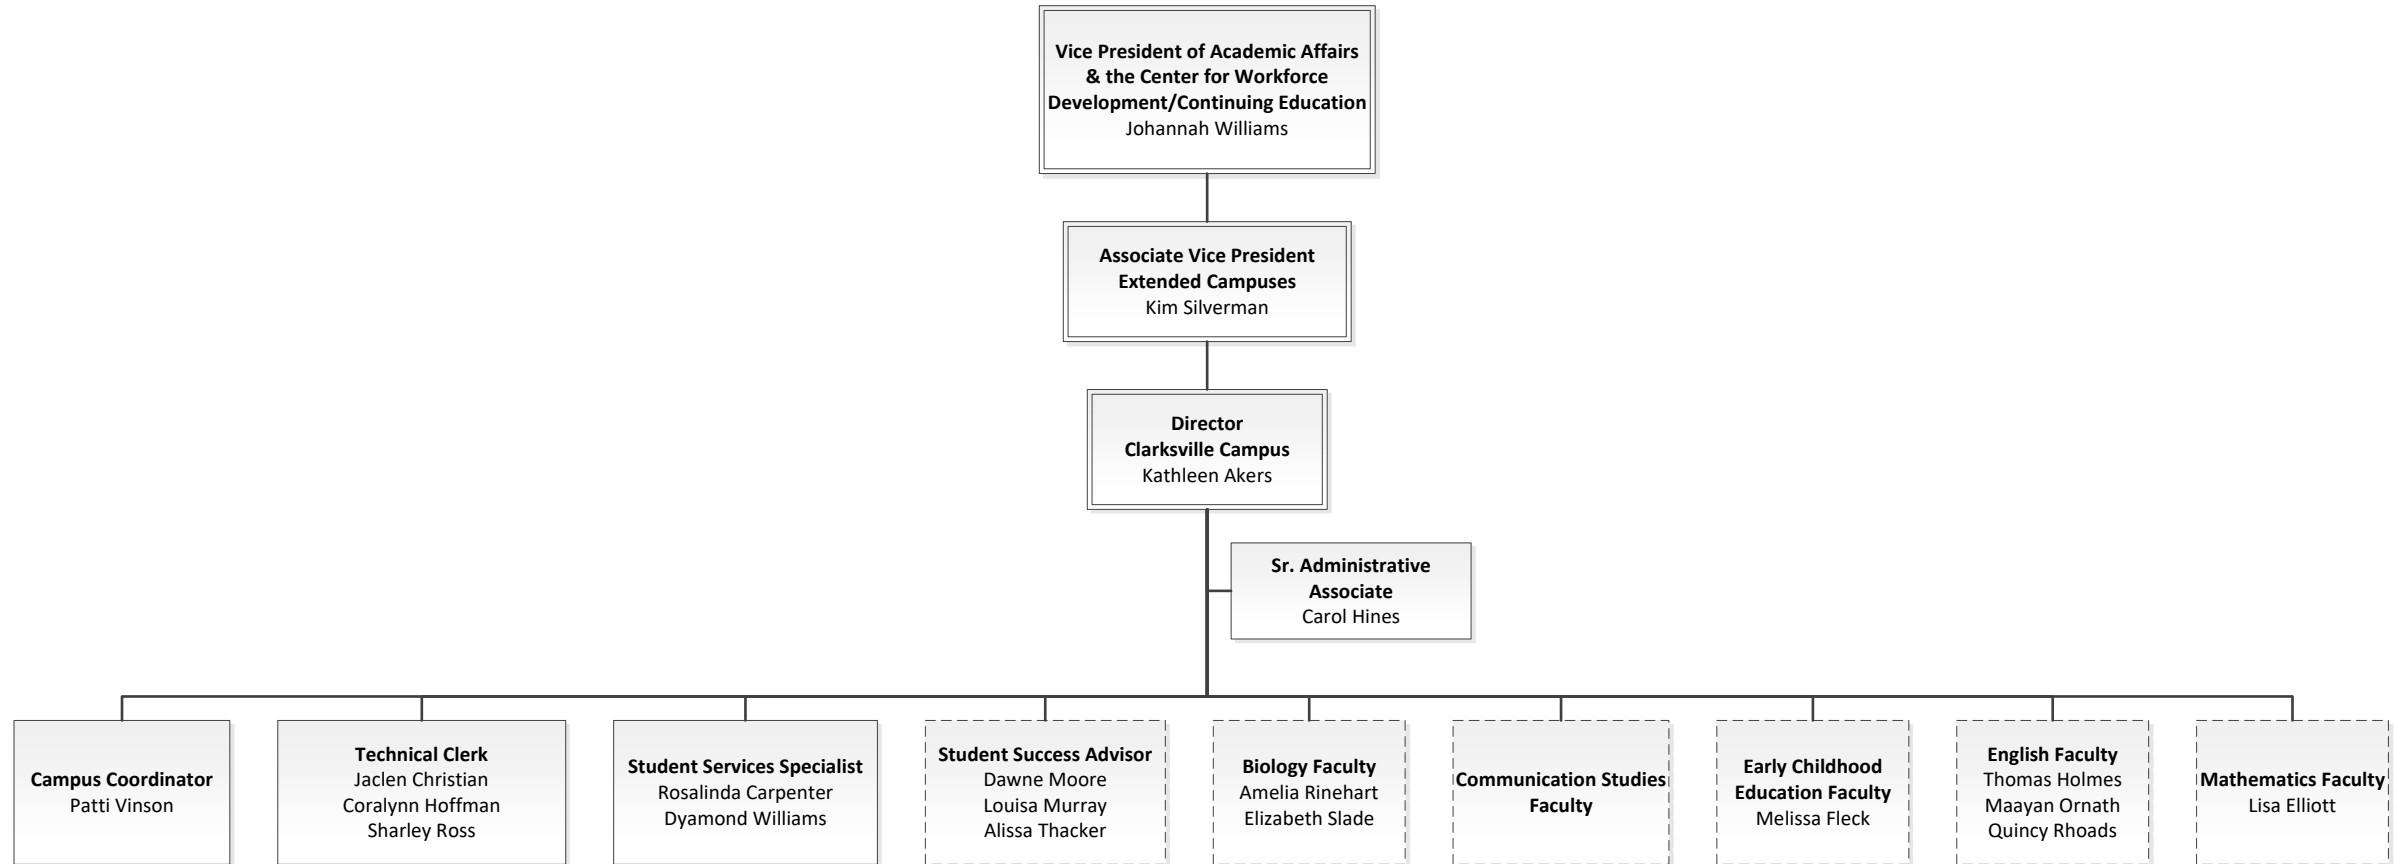 Vice President of Academic Affairs
& the Center for Workforce
Development/Continuing Education
Johannah Williams
Associate Vice President
Extended Campuses
Kim Silverman
Director
Clarksville Campus
Kathleen Akers
Sr. Administrative
Associate
Carol Hines
Campus Coordinator
Patti Vinson
Technical Clerk
Jaclen Christian
Coralynn Hoffman
Sharley Ross
Student Services Specialist
Rosalinda Carpenter
Dyamond Williams
Student Success Advisor
Dawne Moore
Louisa Murray
Alissa Thacker
Biology Faculty
Amelia Rinehart
Elizabeth Slade
Communication Studies
Faculty
Early Childhood
Education Faculty
Melissa Fleck
English Faculty
Thomas Holmes
Maayan Ornath
Quincy Rhoads
Mathematics Faculty
Lisa Elliott